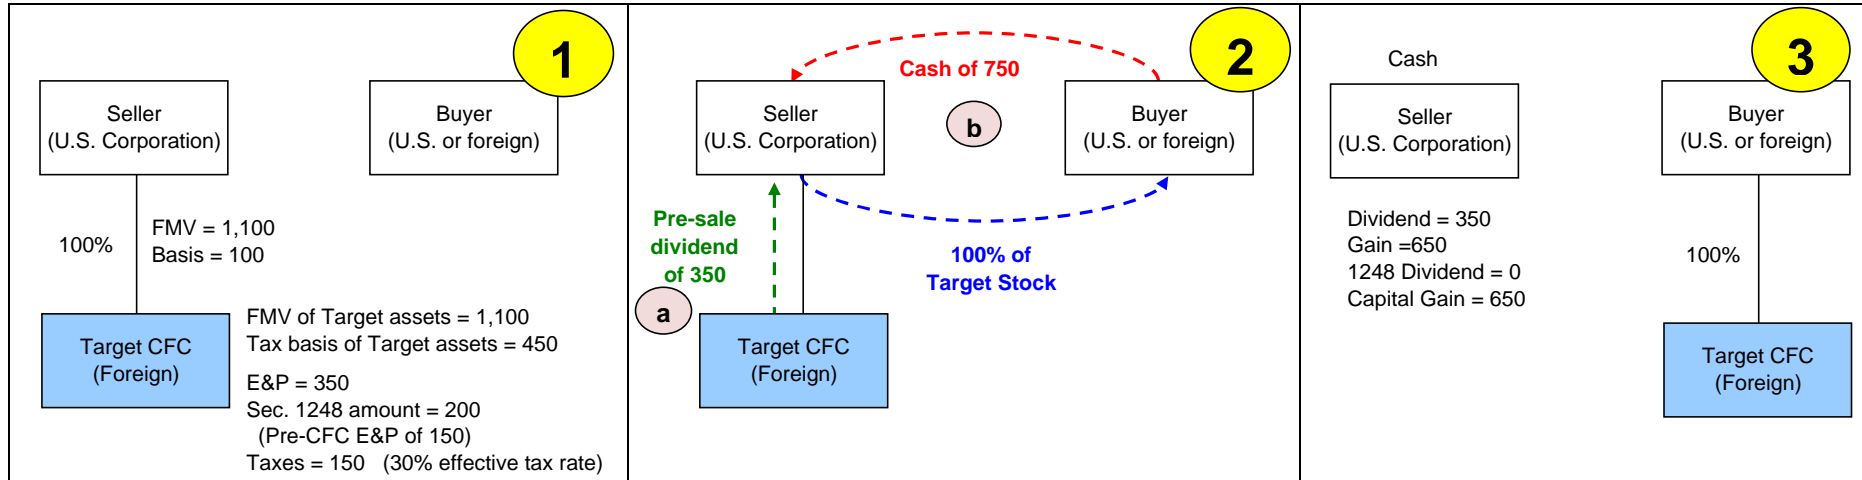 1
Seller
(U.S. Corporation)
Buyer
(U.S. or foreign)
100%
FMV = 1,100
Basis = 100
Target CFC
(Foreign)
FMV of Target assets = 1,100
Tax basis of Target assets = 450
E&P = 350
Sec. 1248 amount = 200
(Pre-CFC E&P of 150)
Taxes = 150 (30% effective tax rate)
2
Cash of 750
Seller
(U.S. Corporation)
b
Buyer
(U.S. or foreign)
Pre-sale
dividend
of 350
100% of
Target Stock
a
Target CFC
(Foreign)
3
Cash
Seller
(U.S. Corporation)
Buyer
(U.S. or foreign)
Dividend = 350
Gain =650
1248 Dividend = 0
Capital Gain = 650
100%
Target CFC
(Foreign)